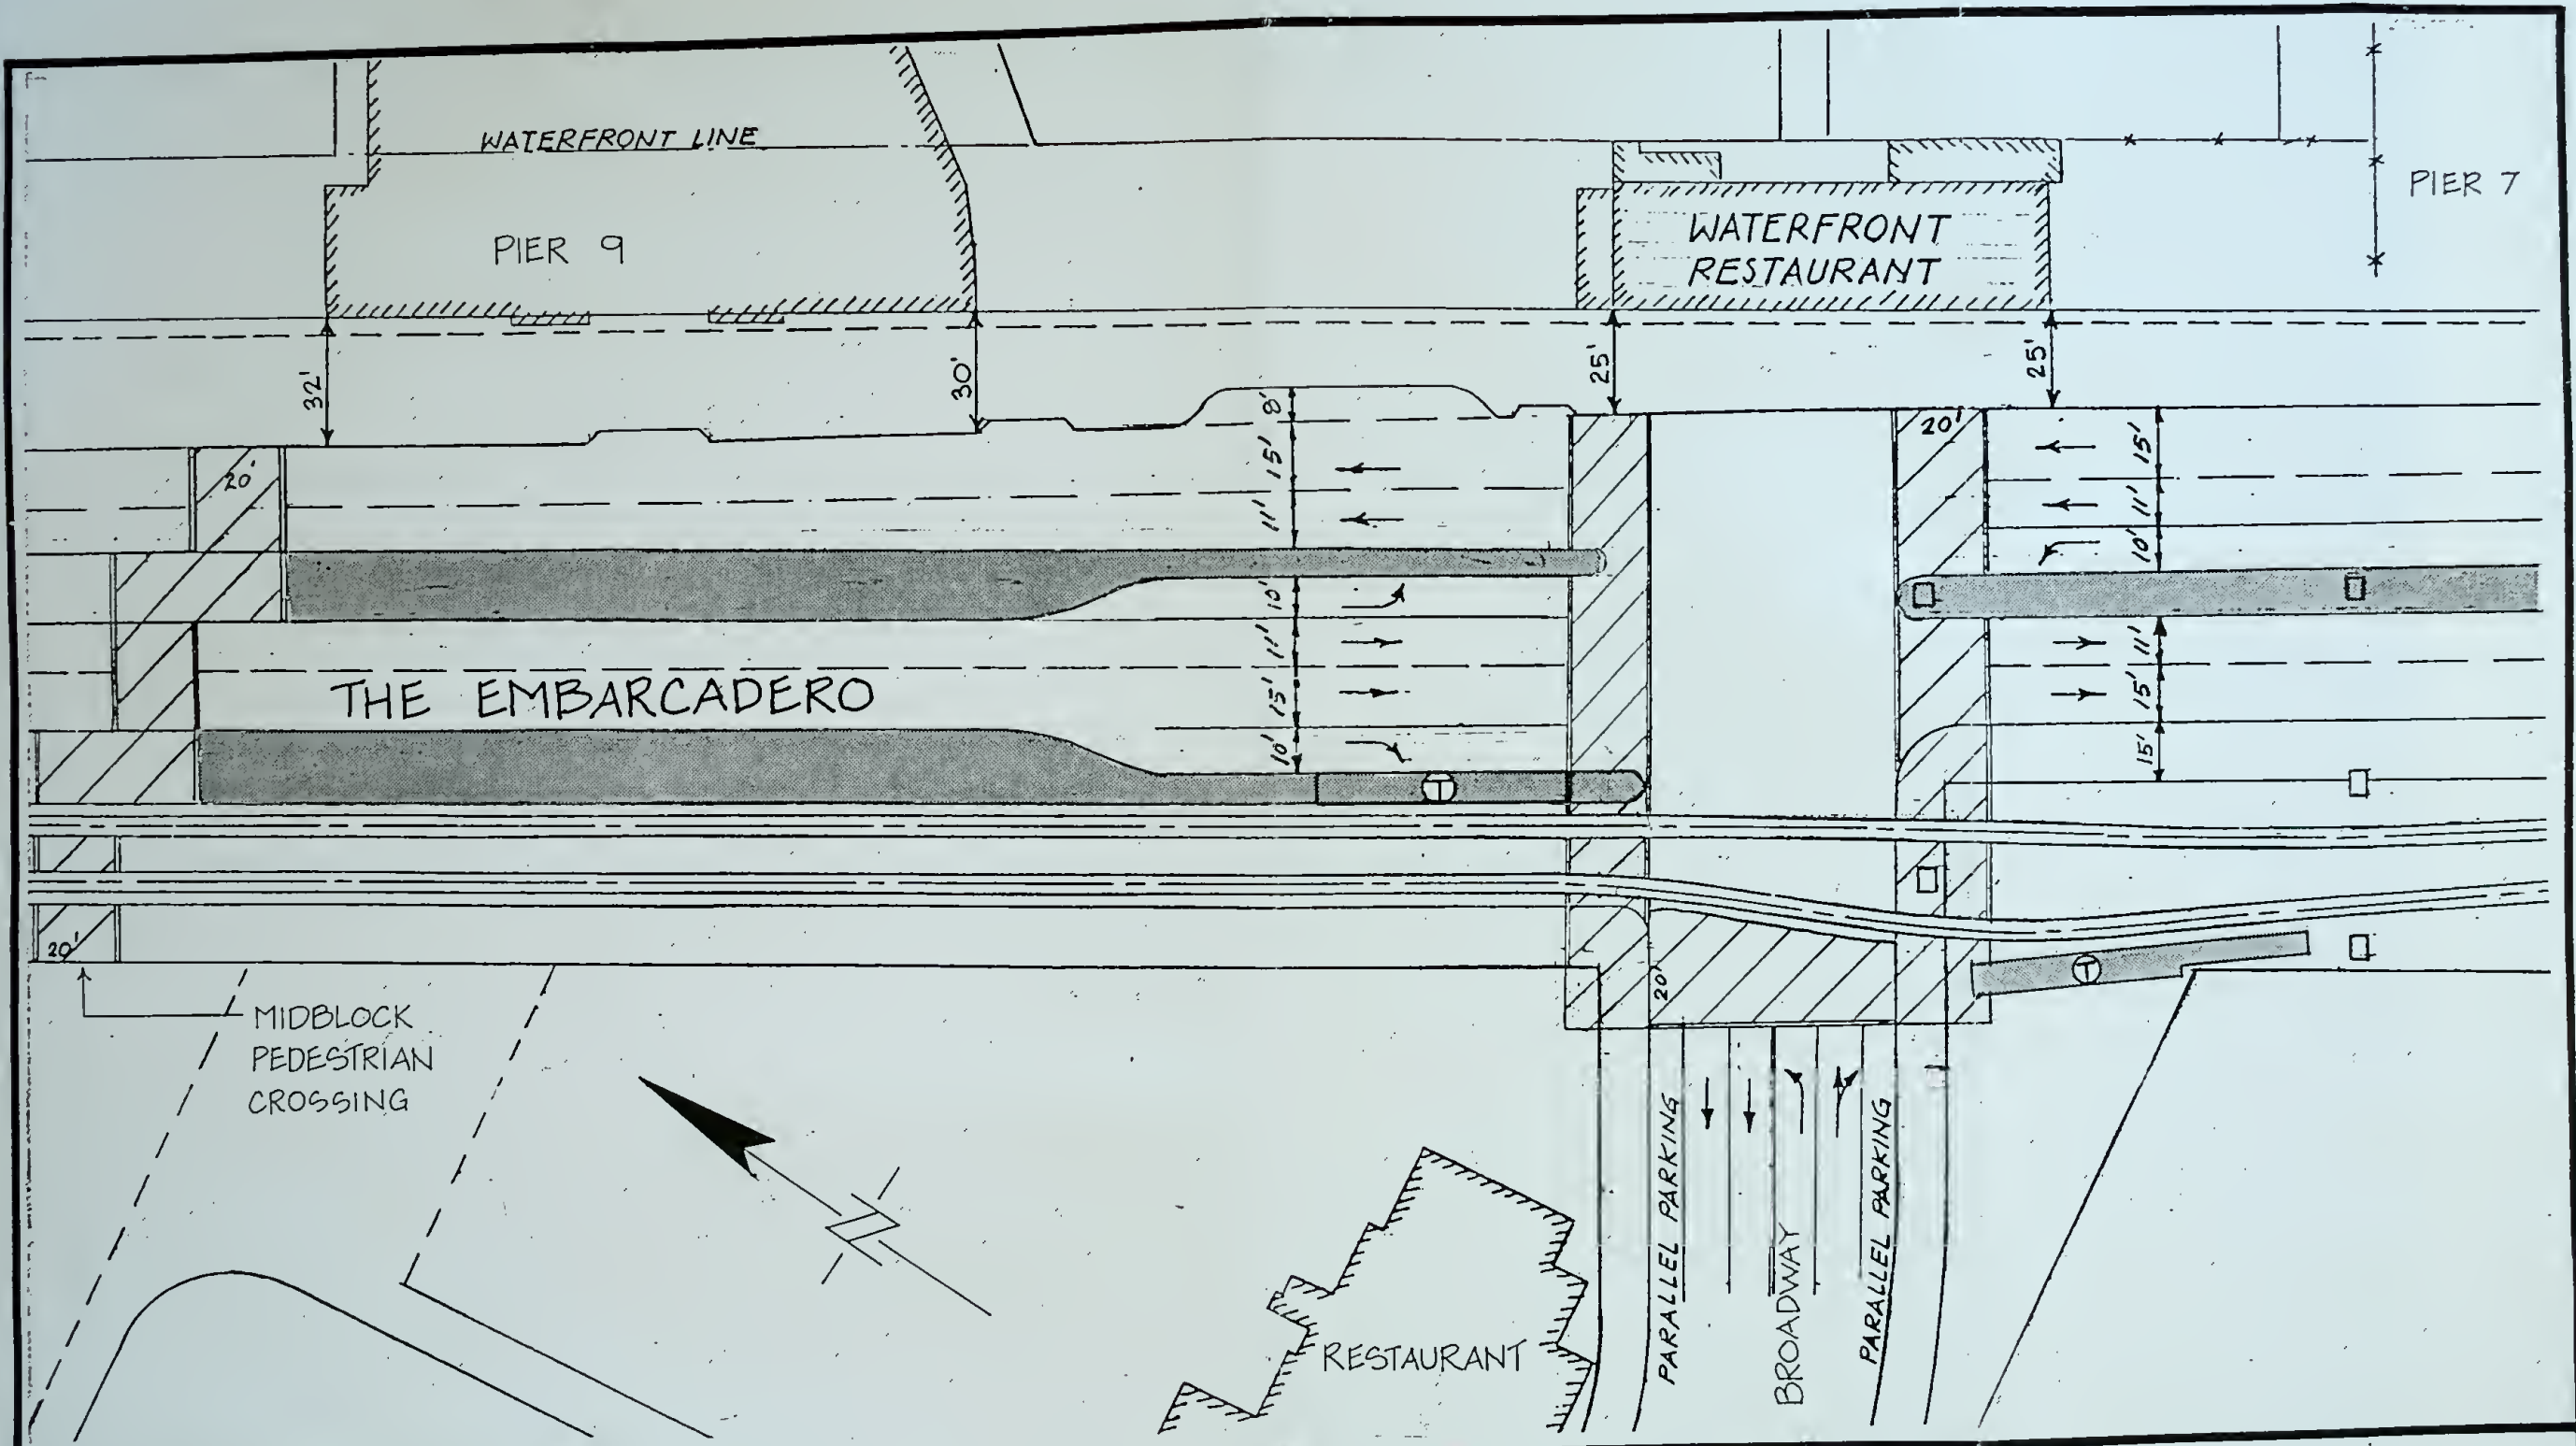 WATERFRONT LINE
PIER 9
WATERFRONT
RESTAURANT
PIER 7
32'
30'
25'
25'
8'
15'
11'
10'
11'
15'
10'
20'
20'
15'
11'
10'
11'
15'
15'
THE EMBARCADERO
T
T
20'
20'
MIDBLOCK
PEDESTRIAN
CROSSING
RESTAURANT
PARALLEL PARKING
BROADWAY
PARALLEL PARKING